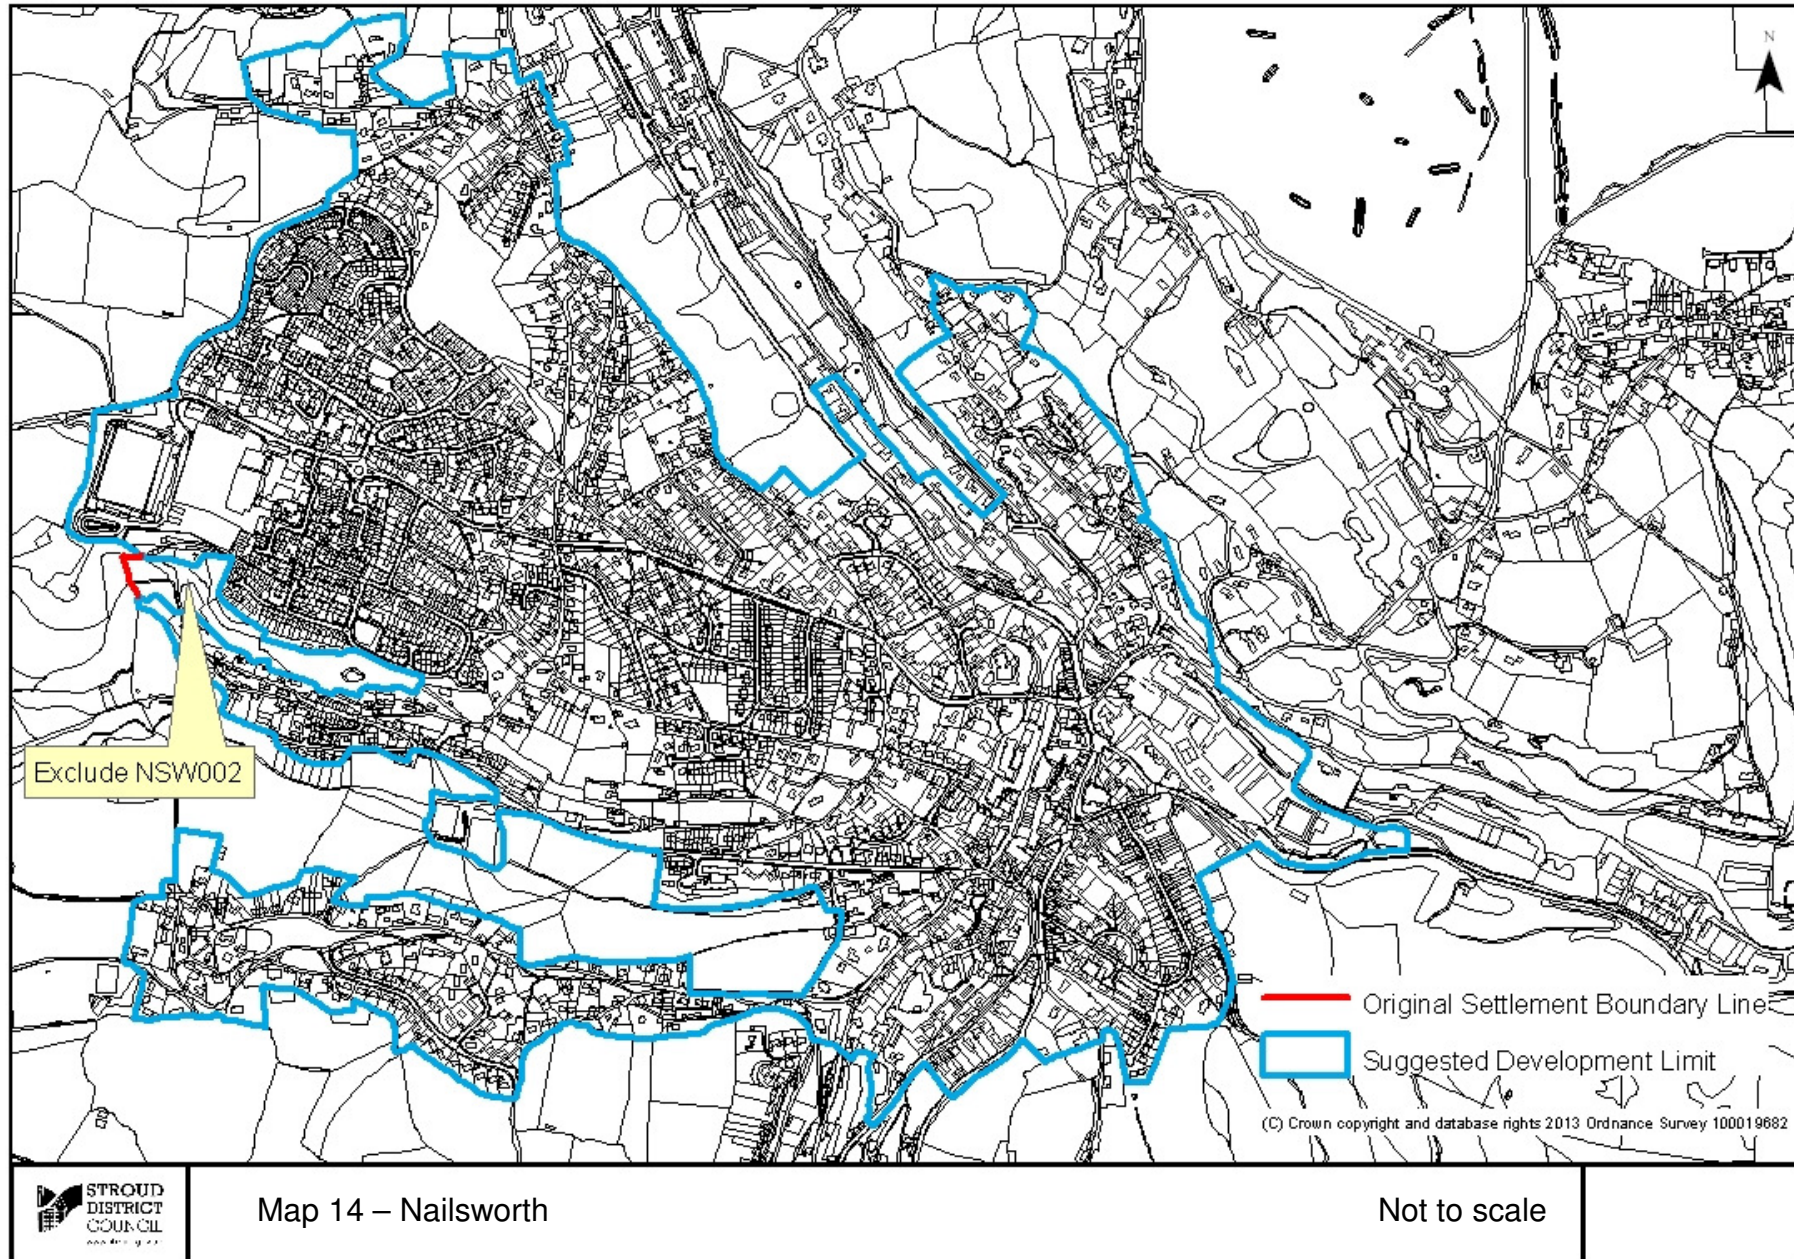 N
Exclude NSW002
Original Settlement Boundary Line
Suggested Development Limit
(C) Crown copyright and database rights 2013 Ordnance Survey 100019682
STROUD
DISTRICT
COUNCIL
Map 14 – Nailsworth
Not to scale